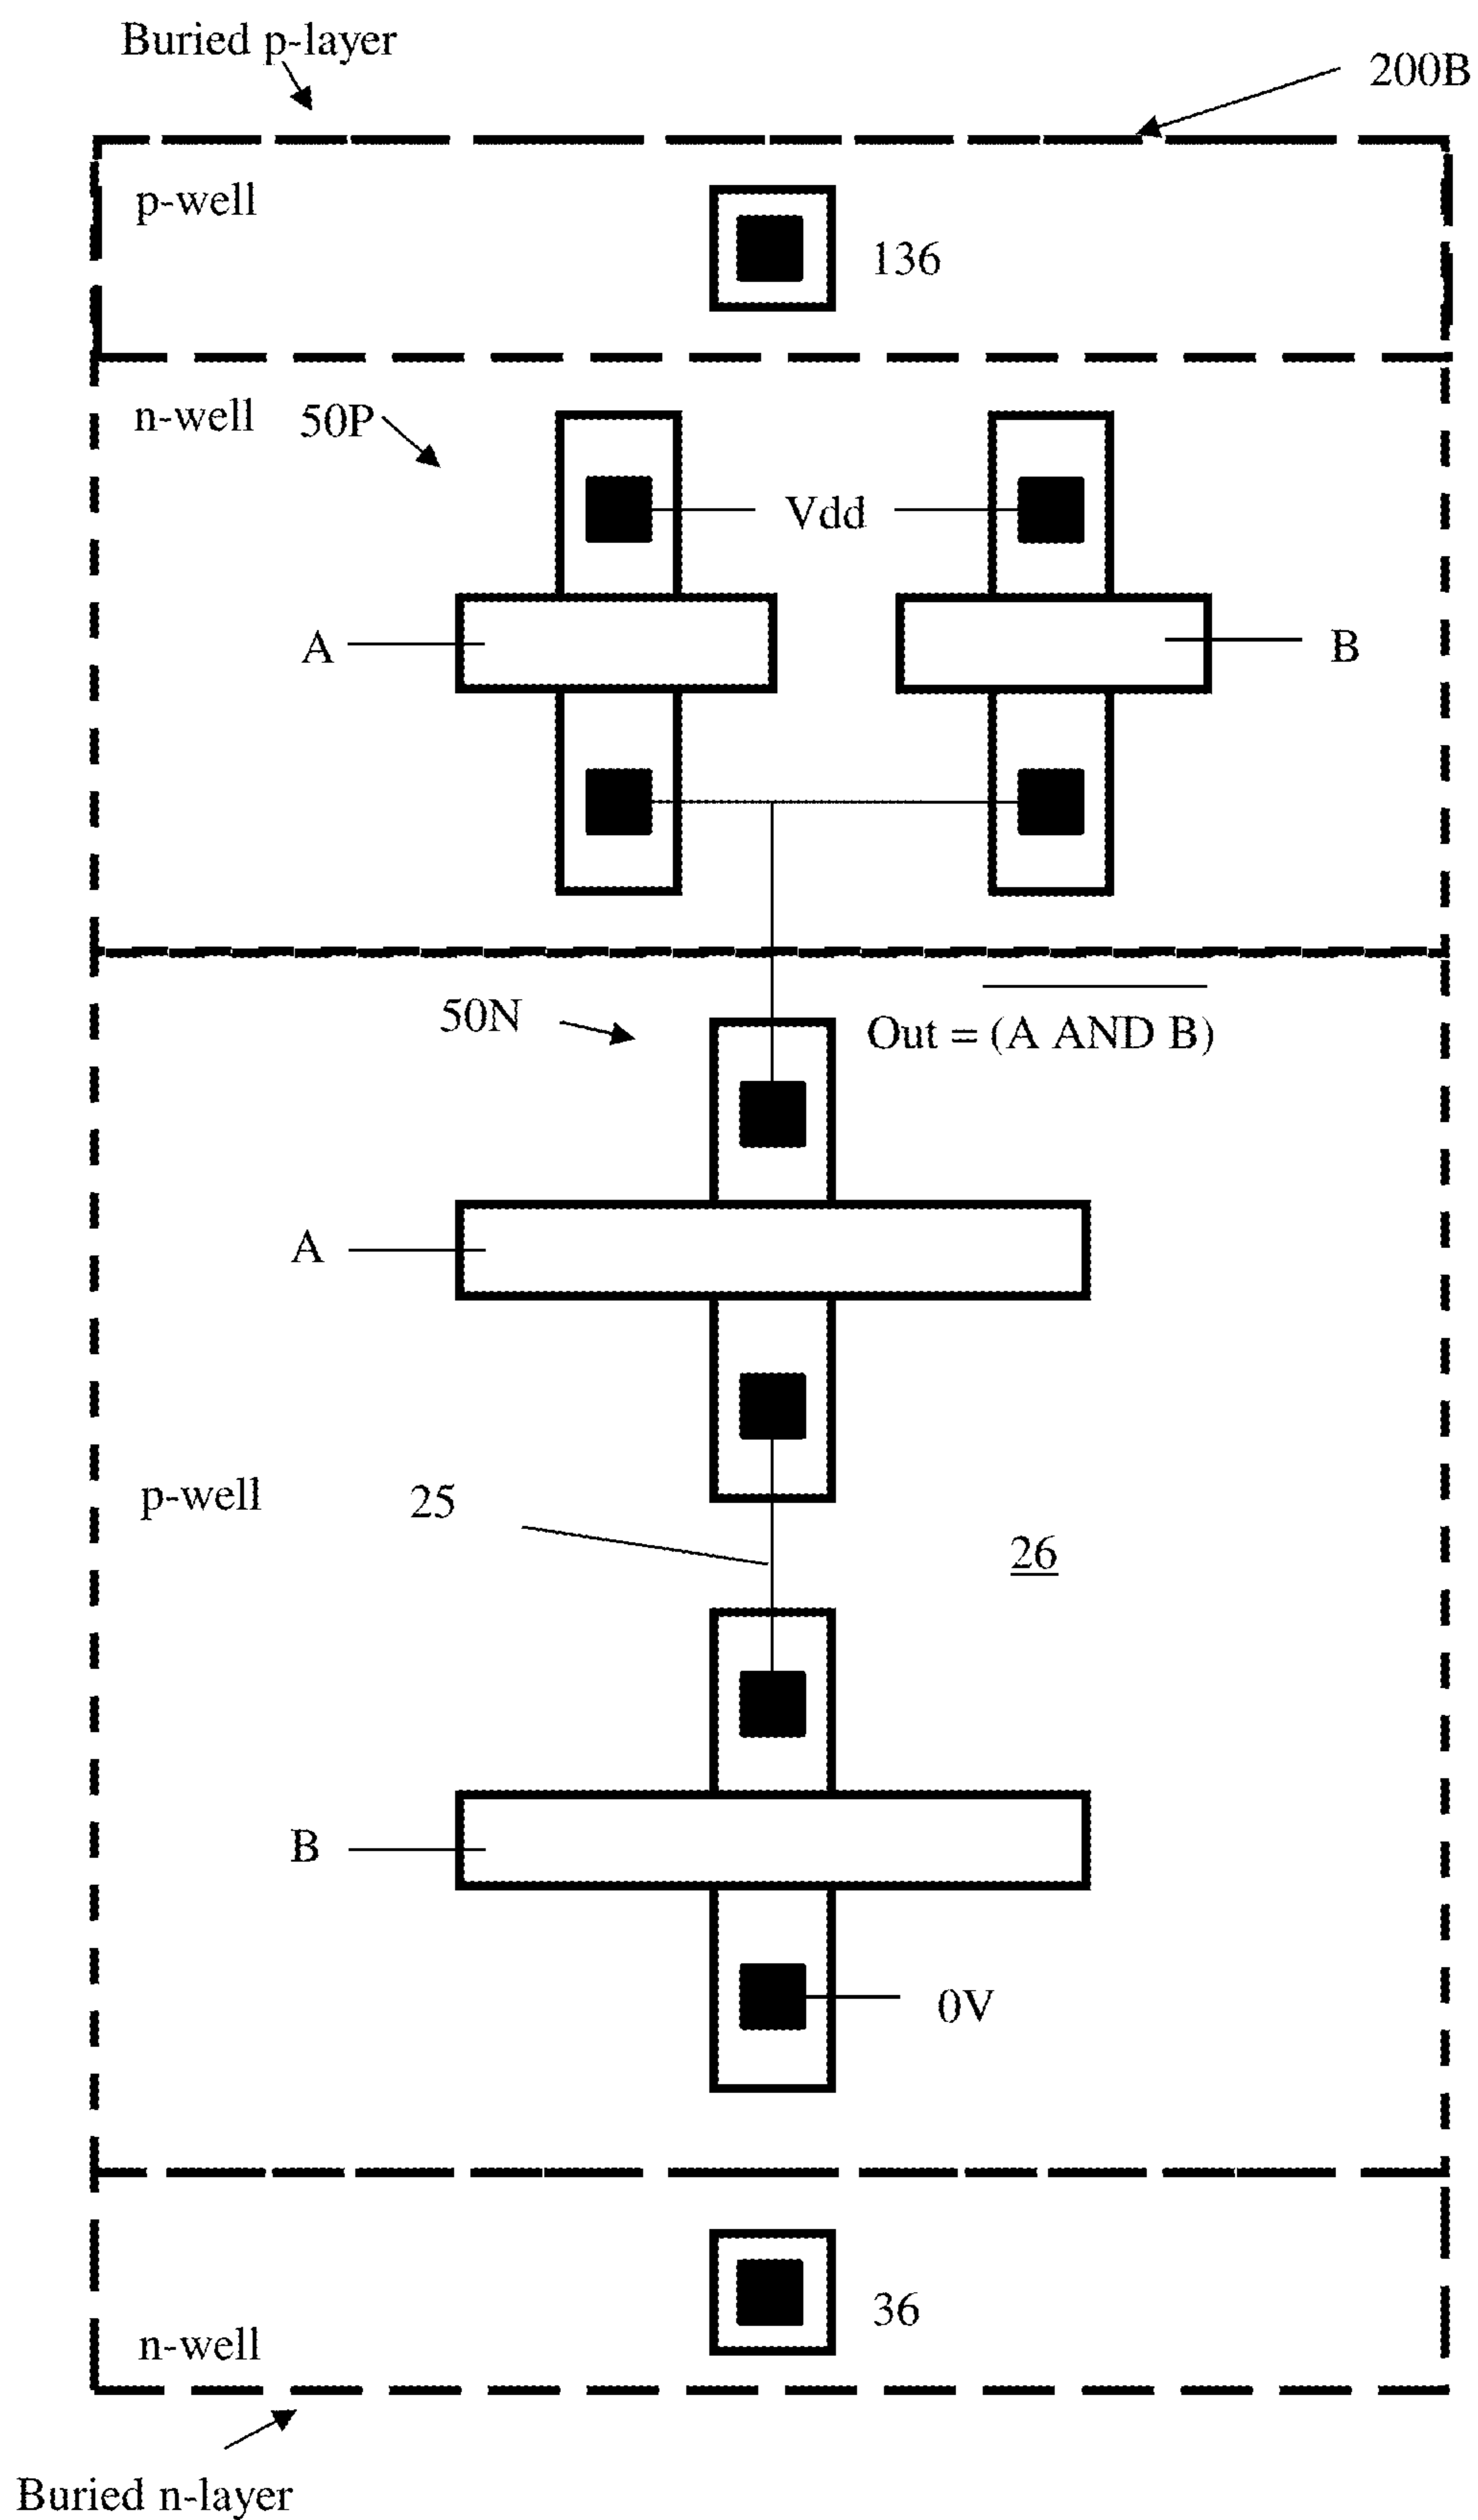 Buried p-layer
200B
p-well
136
n-well
50P
Vdd
A
B
50N
Out = (A AND B)
A
p-well
25
26
B
0V
36
n-well
Buried n-layer